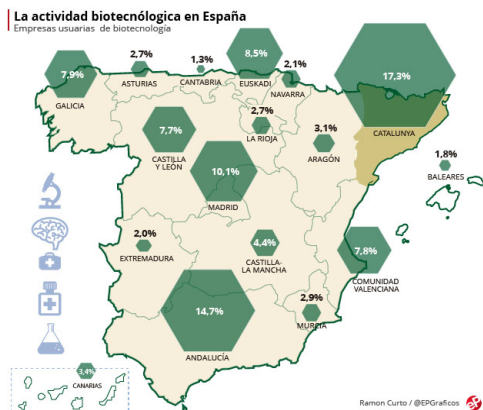 La actividad biotecnólogica en España
Empresas usuarias de biotecnología
7,9%
GALICIA
2,7%
ASTURIAS
1,3%
CANTABRIA
8,5%
EUSKADI
2,1%
NAVARRA
17,3%
CATALUNYA
7,7%
CASTILLA
Y LEÓN
2,7%
LA RIOJA
3,1%
ARAGÓN
1,8%
BALEARES
10,1%
MADRID
2,0%
EXTREMADURA
4,4%
CASTILLA-
LA MANCHA
7,8%
COMUNIDAD
VALENCIANA
14,7%
ANDALUCÍA
2,9%
MURCIA
3,4%
CANARIAS
Ramon Curto / @EPGraficos
ep